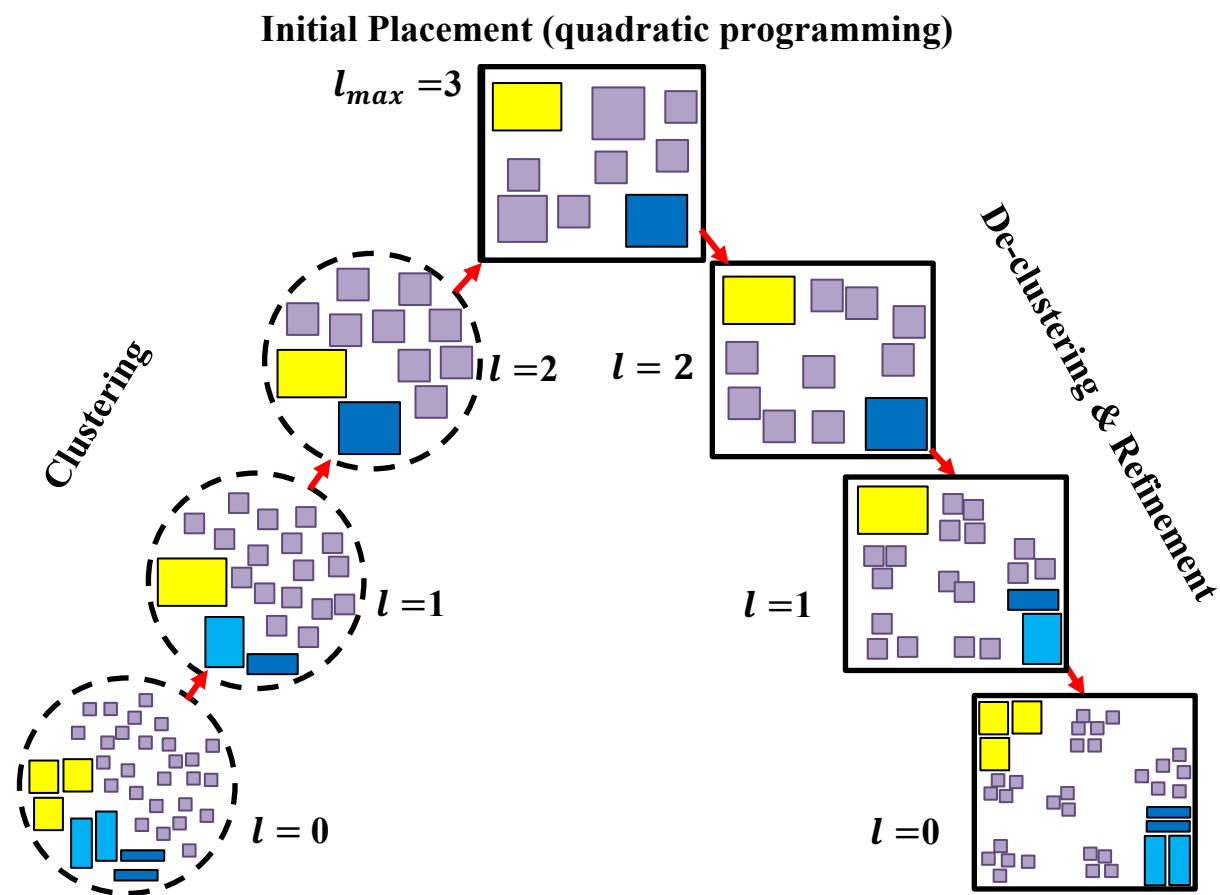 Initial Placement (quadratic programming)
l_max =3
Clustering
l =2
l = 2
De-clustering & Refinement
l =1
l =1
l = 0
l =0